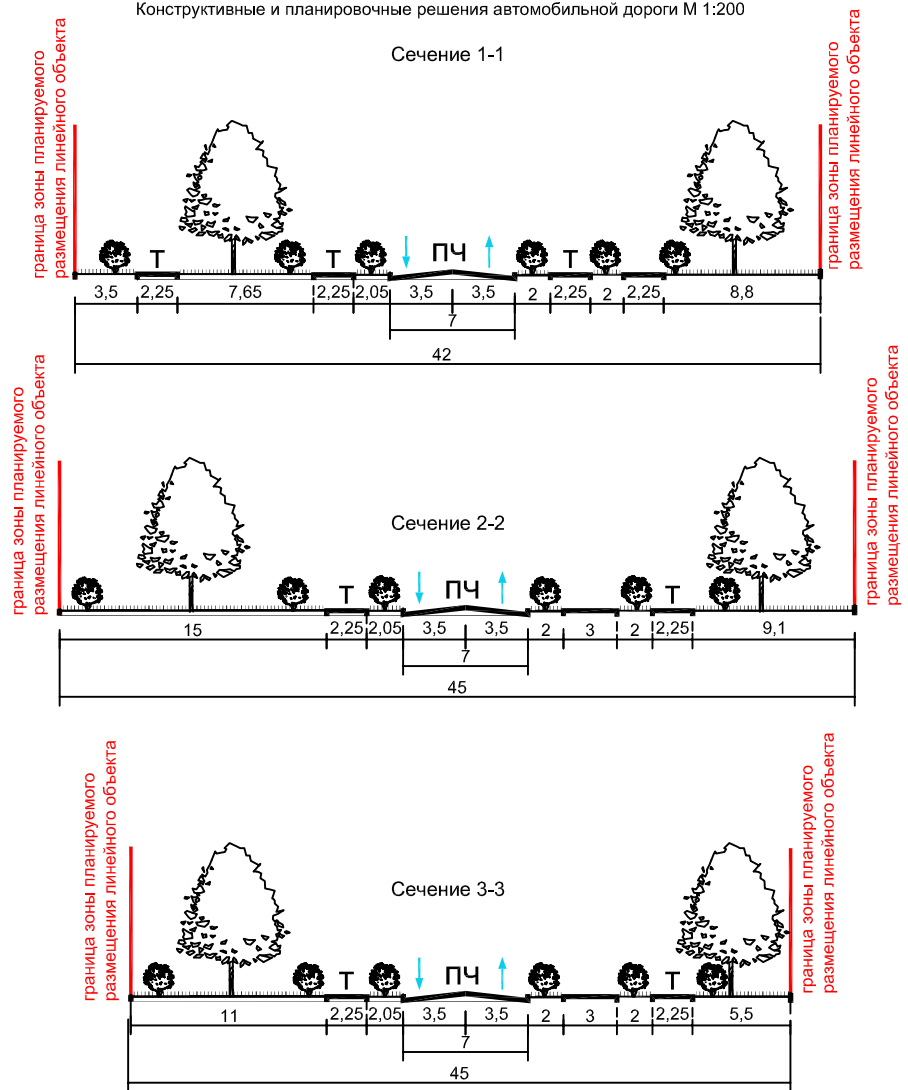 Конструктивные и планировочные решения автомобильной дороги М 1:200
Сечение 1-1
граница зоны планируемого
размещения линейного объекта
граница зоны планируемого
размещения линейного объекта
Т Т ПЧ Т
3,5 2,25 7,65 2,25 2,05 3,5 3,5 2 2,25 2 2,25 8,8
7
42
Сечение 2-2
граница зоны планируемого
размещения линейного объекта
граница зоны планируемого
размещения линейного объекта
Т ПЧ Т
15 2,25 2,05 3,5 3,5 2 3 2 2,25 9,1
7
45
Сечение 3-3
граница зоны планируемого
размещения линейного объекта
граница зоны планируемого
размещения линейного объекта
Т ПЧ Т
11 2,25 2,05 3,5 3,5 2 3 2 2,25 5,5
7
45